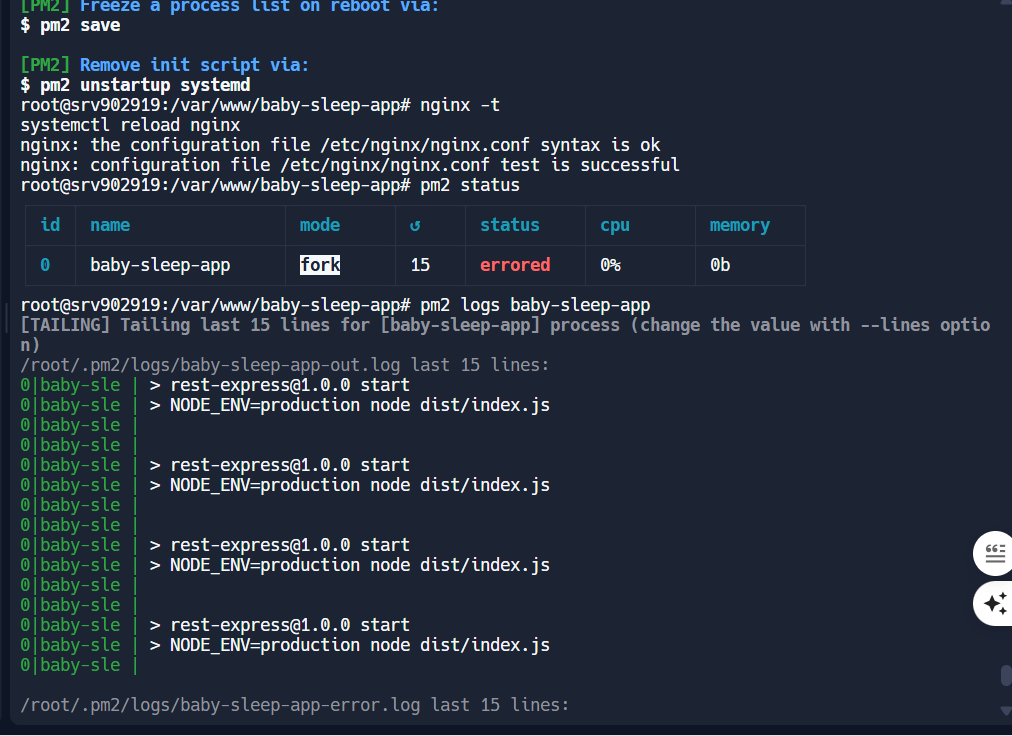 [PM2] Freeze a process list on reboot via:
$ pm2 save
[PM2] Remove init script via:
$ pm2 unstartup systemd
root@srv902919:/var/www/baby-sleep-app# nginx -t
systemctl reload nginx
nginx: the configuration file /etc/nginx/nginx.conf syntax is ok
nginx: configuration file /etc/nginx/nginx.conf test is successful
root@srv902919:/var/www/baby-sleep-app# pm2 status
id name mode ↺ status cpu memory
0 baby-sleep-app fork 15 errored 0% 0b
root@srv902919:/var/www/baby-sleep-app# pm2 logs baby-sleep-app
[TAILING] Tailing last 15 lines for [baby-sleep-app] process (change the value with --lines optio
n)
/root/.pm2/logs/baby-sleep-app-out.log last 15 lines:
0|baby-sle | > rest-express@1.0.0 start
0|baby-sle | > NODE_ENV=production node dist/index.js
0|baby-sle |
0|baby-sle |
0|baby-sle | > rest-express@1.0.0 start
0|baby-sle | > NODE_ENV=production node dist/index.js
0|baby-sle |
0|baby-sle |
0|baby-sle | > rest-express@1.0.0 start
0|baby-sle | > NODE_ENV=production node dist/index.js
0|baby-sle |
0|baby-sle |
0|baby-sle | > rest-express@1.0.0 start
0|baby-sle | > NODE_ENV=production node dist/index.js
0|baby-sle |
/root/.pm2/logs/baby-sleep-app-error.log last 15 lines: